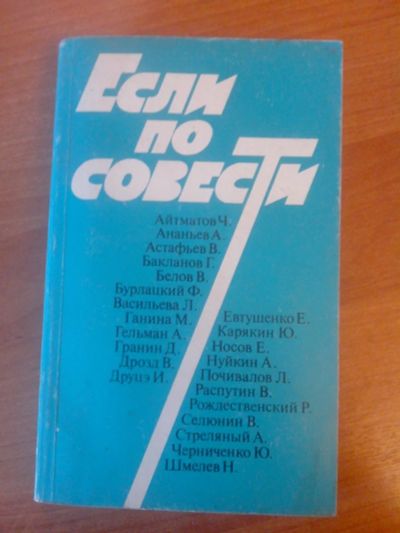 Если
по
совести
Айтматов Ч.
Ананьев А.
Астафьев В.
Бакланов Г.
Белов В.
Бурлацкий Ф.
Васильева Л.
Ганина М.
Гельман А.
Гранин Д.
Дрозд В.
Друцэ И.
Евтушенко Е.
Карякин Ю.
Носов Е.
Нуйкин А.
Почивалов Л.
Распутин В.
Рождественский Р.
Селюнин В.
Стреляный А.
Черниченко Ю.
Шмелев Н.